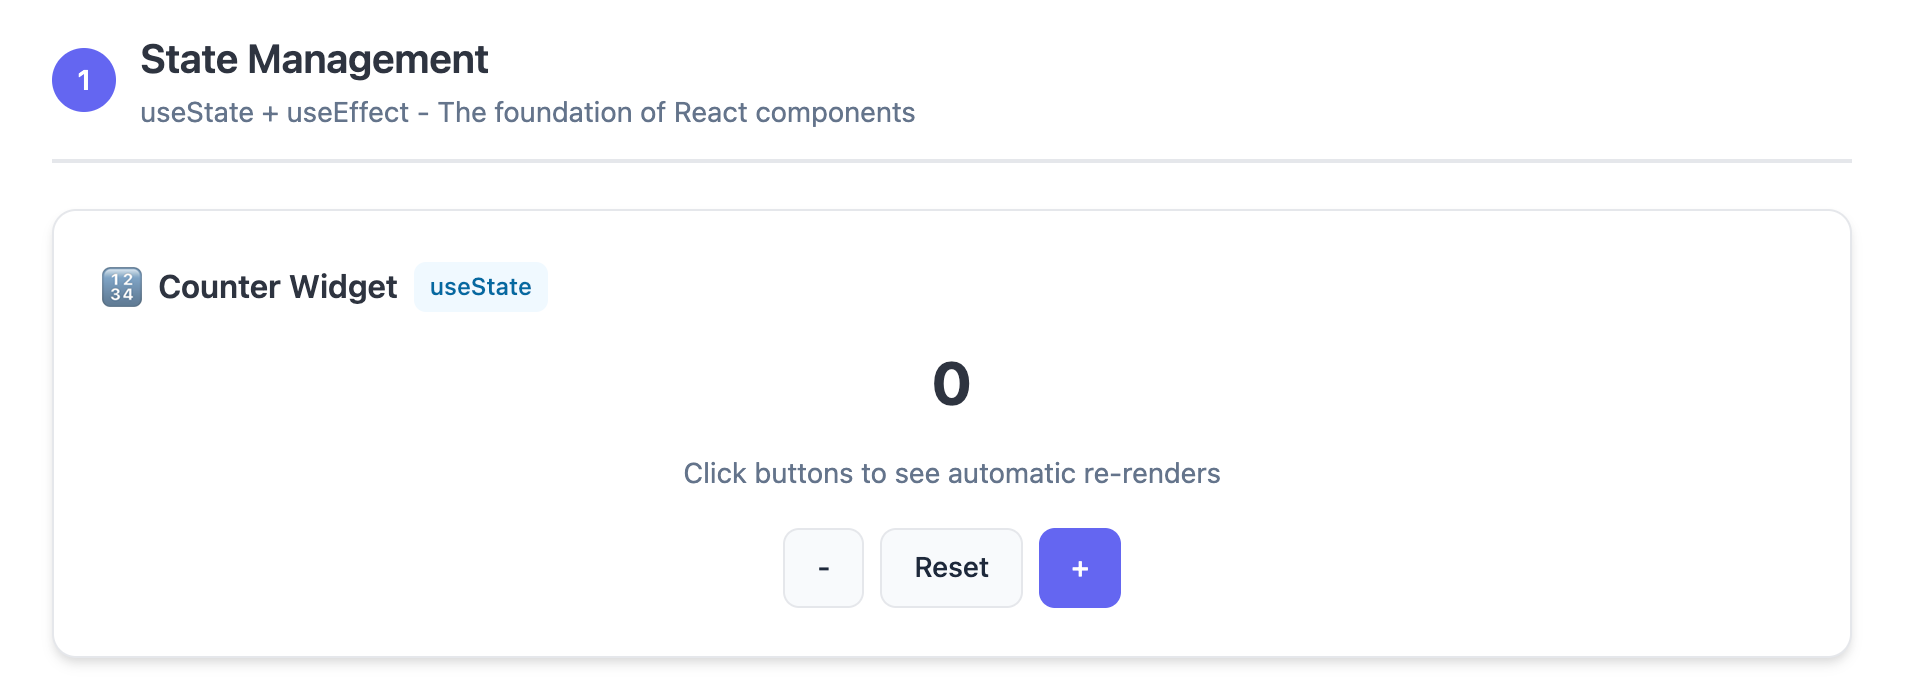 1
State Management
useState + useEffect - The foundation of React components
🔢 Counter Widget useState
0
Click buttons to see automatic re-renders
- Reset +